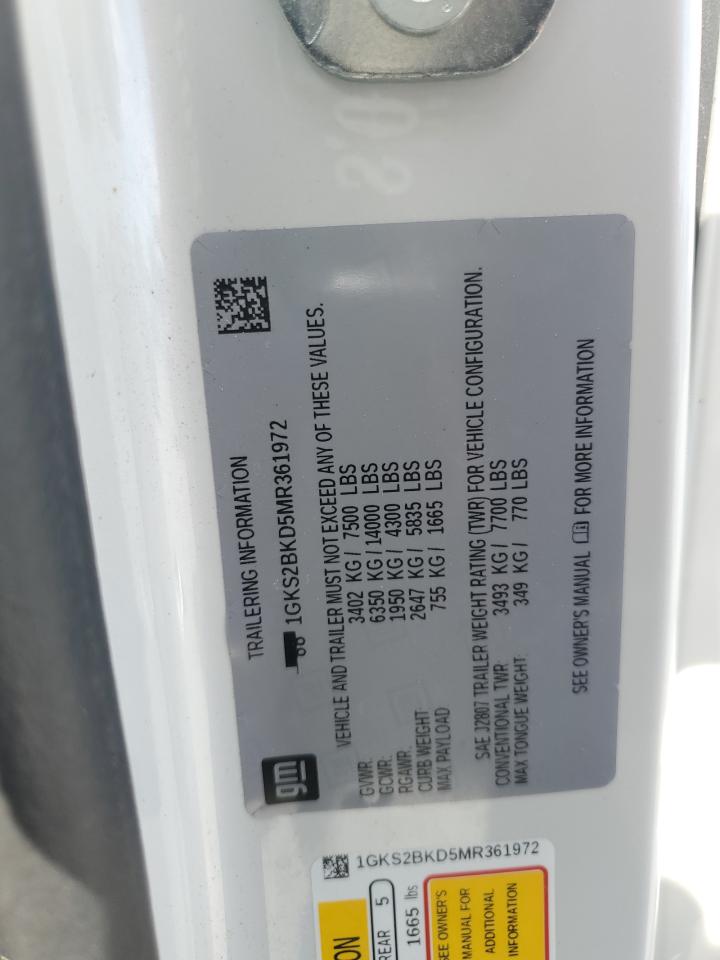 TRAILERING INFORMATION
gm 1GKS2BKD5MR361972
VEHICLE AND TRAILER MUST NOT EXCEED ANY OF THESE VALUES.
GVWR: 3402 KG / 7500 LBS
GCWR: 6350 KG / 14000 LBS
RGAWR: 1950 KG / 4300 LBS
CURB WEIGHT: 2647 KG / 5835 LBS
MAX PAYLOAD 755 KG / 1665 LBS
SAE J2807 TRAILER WEIGHT RATING (TWR) FOR VEHICLE CONFIGURATION.
CONVENTIONAL TWR: 3493 KG / 7700 LBS
MAX TONGUE WEIGHT: 349 KG / 770 LBS
SEE OWNER'S MANUAL FOR MORE INFORMATION
1GKS2BKD5MR361972
REAR 5
1665 lbs
SEE OWNER'S
MANUAL FOR
ADDITIONAL
INFORMATION